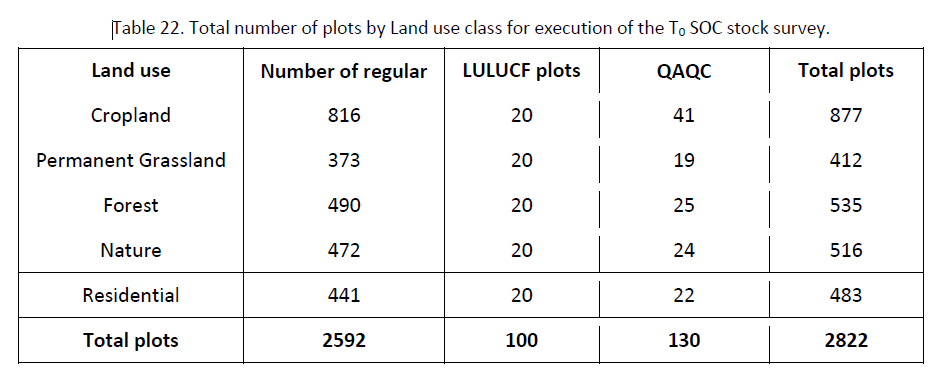 Table 22. Total number of plots by Land use class for execution of the T₀ SOC stock survey.
Land use Number of regular LULUCF plots QAQC Total plots
Cropland 816 20 41 877
Permanent Grassland 373 20 19 412
Forest 490 20 25 535
Nature 472 20 24 516
Residential 441 20 22 483
Total plots 2592 100 130 2822